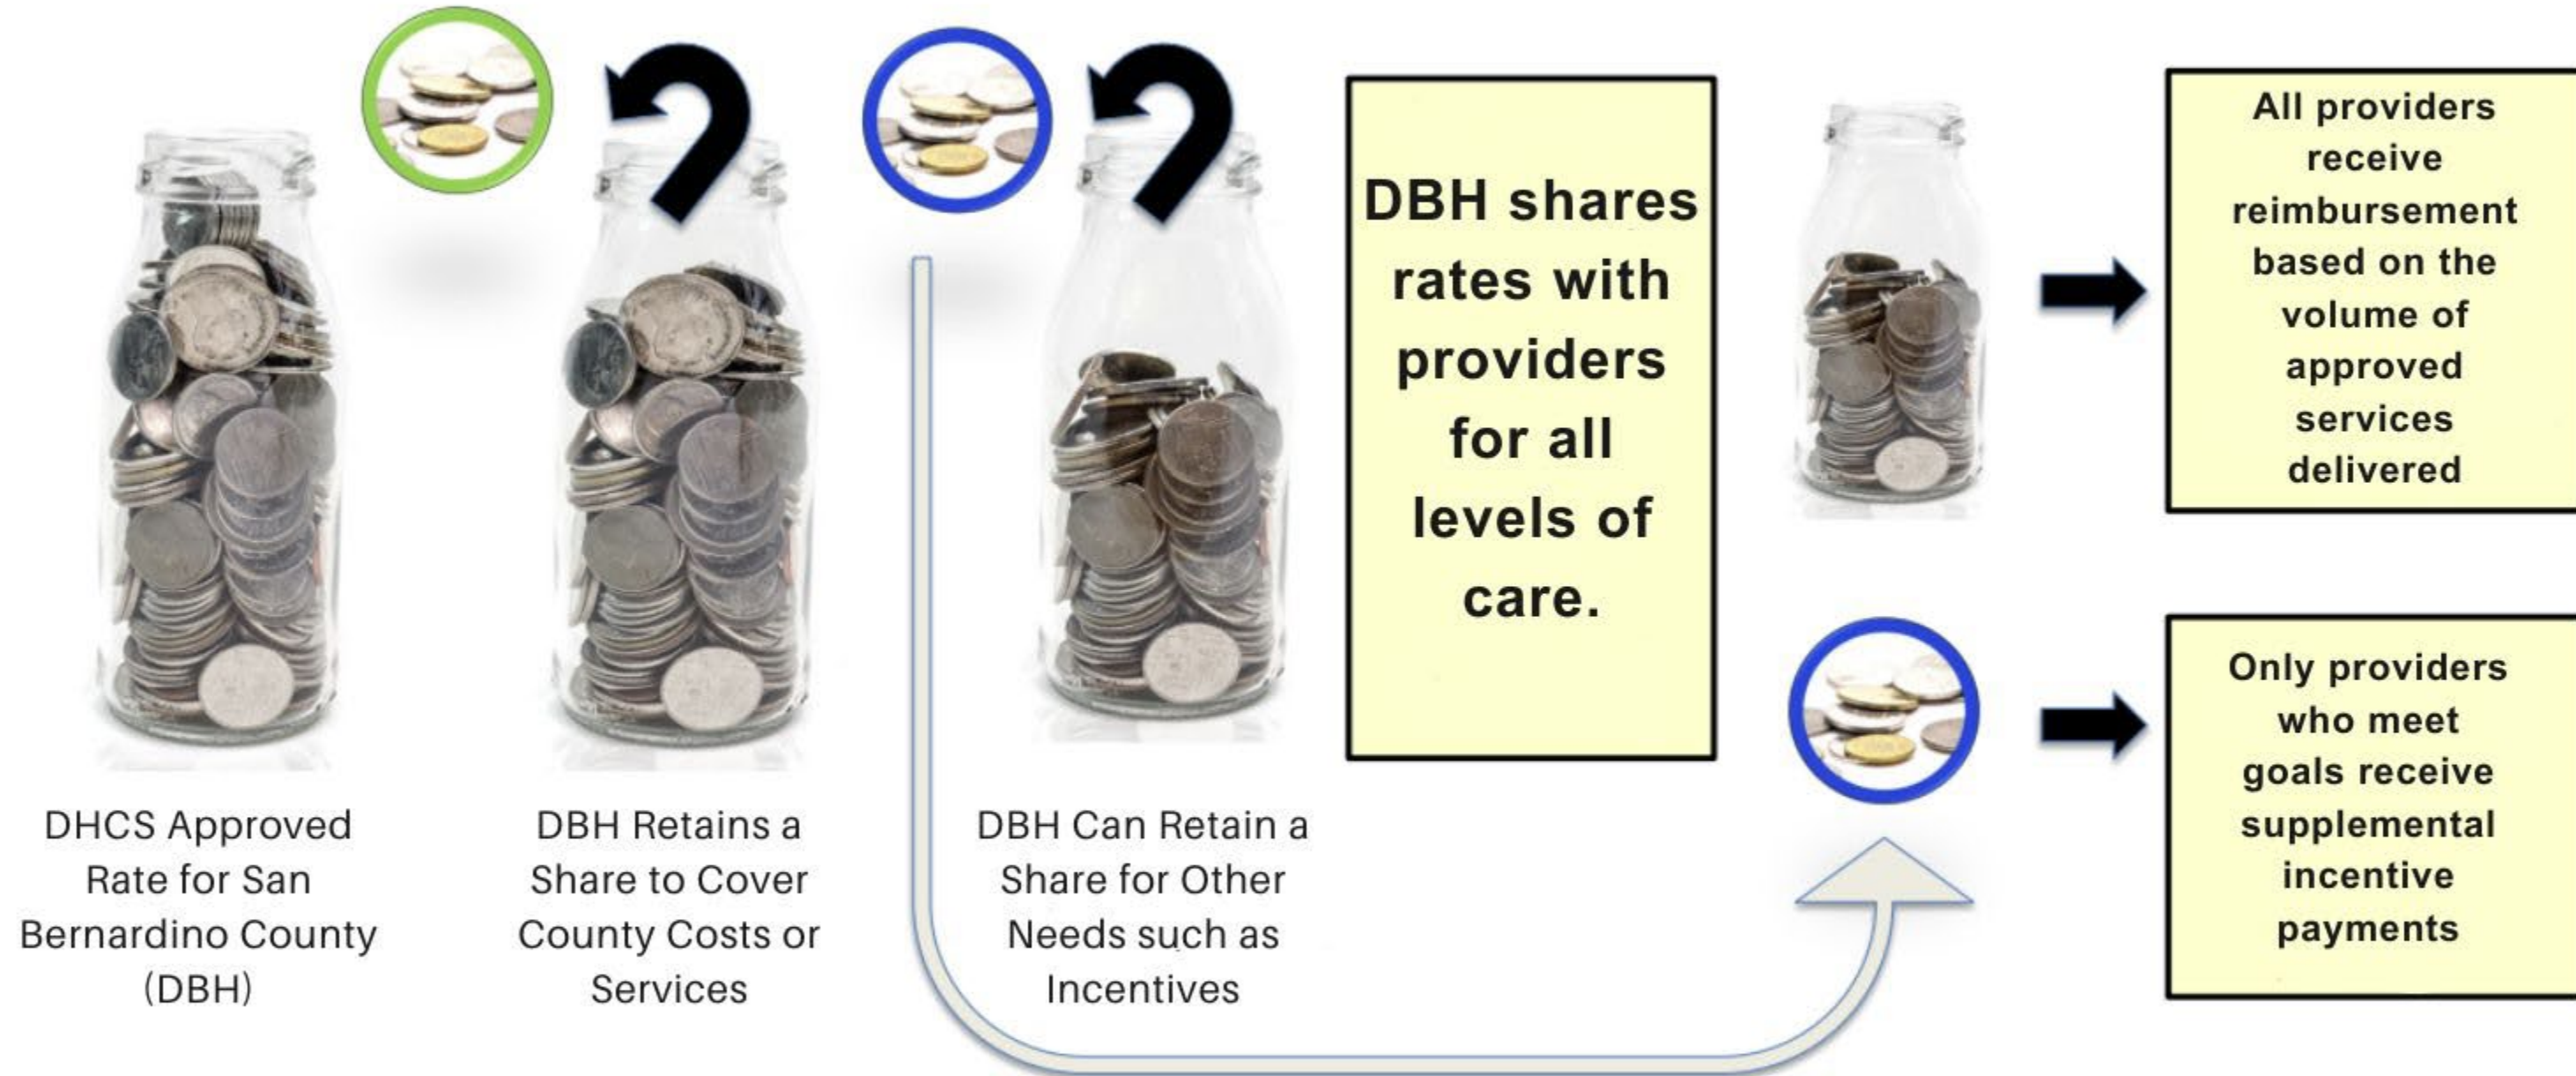 DHCS Approved
Rate for San
Bernardino County
(DBH)
DBH Retains a
Share to Cover
County Costs or
Services
DBH Can Retain a
Share for Other
Needs such as
Incentives
DBH shares
rates with
providers
for all
levels of
care.
All providers
receive
reimbursement
based on the
volume of
approved
services
delivered
Only providers
who meet
goals receive
supplemental
incentive
payments